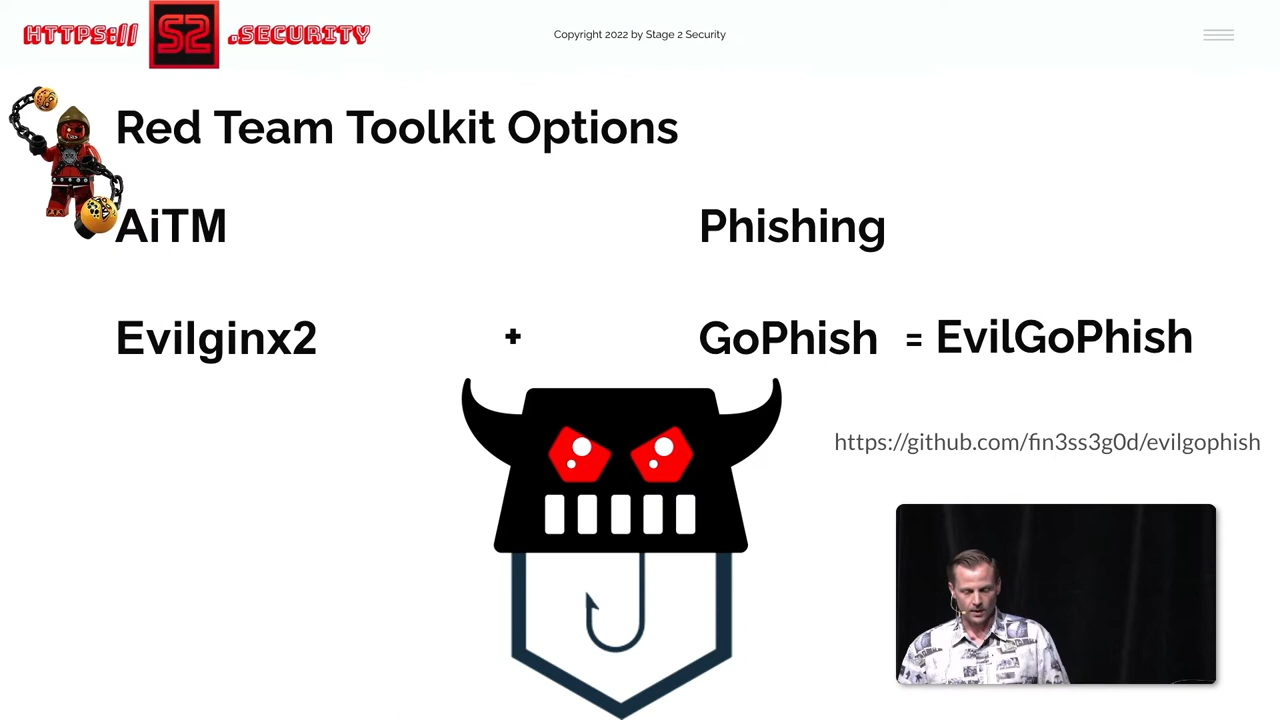 HTTPS:// S2 .SECURITY
Copyright 2022 by Stage 2 Security
Red Team Toolkit Options
AiTM Phishing
Evilginx2 + GoPhish = EvilGoPhish
https://github.com/fin3ss3g0d/evilgophish